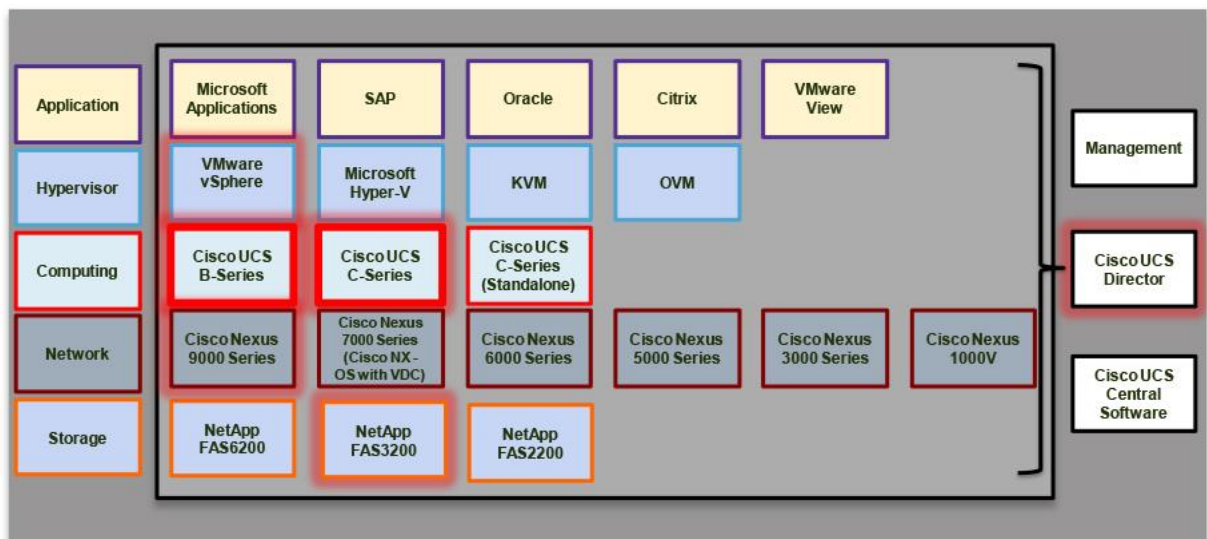 Application
Microsoft
Applications
SAP
Oracle
Citrix
VMware
View
Hypervisor
VMware
vSphere
Microsoft
Hyper-V
KVM
OVM
Computing
Cisco UCS
B-Series
Cisco UCS
C-Series
Cisco UCS
C-Series
(Standalone)
Network
Cisco Nexus
9000 Series
Cisco Nexus
7000 Series
(Cisco NX -
OS with VDC)
Cisco Nexus
6000 Series
Cisco Nexus
5000 Series
Cisco Nexus
3000 Series
Cisco Nexus
1000V
Storage
NetApp
FAS6200
NetApp
FAS3200
NetApp
FAS2200
Management
Cisco UCS
Director
Cisco UCS
Central
Software